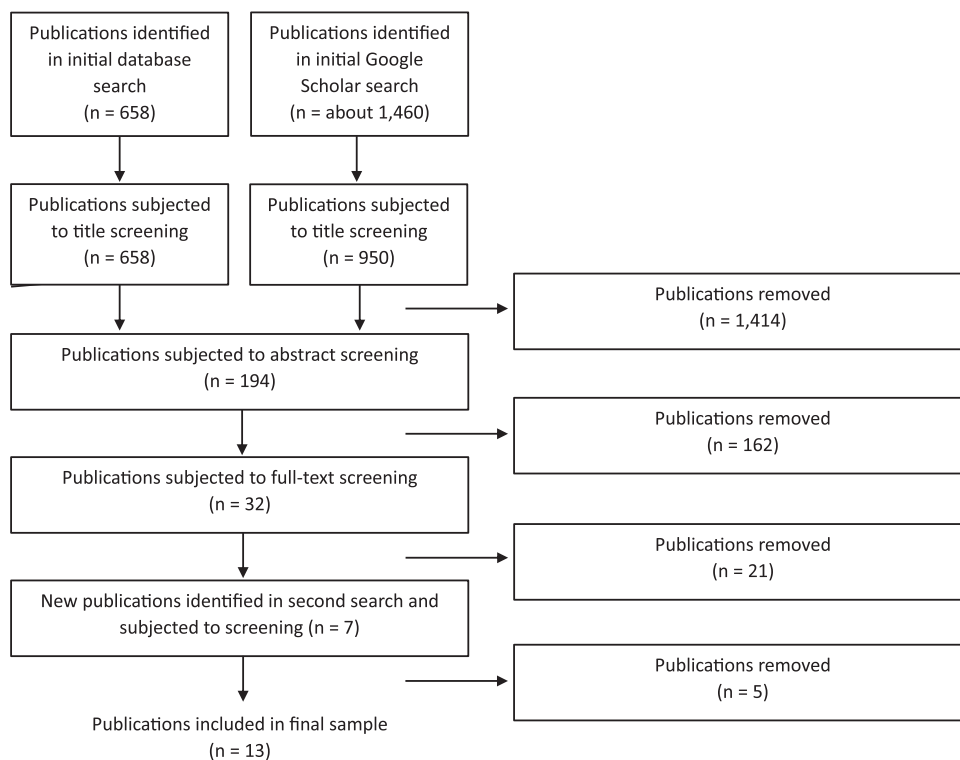 Publications identified
in initial database
search
(n = 658)
Publications identified
in initial Google
Scholar search
(n = about 1,460)
Publications subjected
to title screening
(n = 658)
Publications subjected
to title screening
(n = 950)
Publications removed
(n = 1,414)
Publications subjected to abstract screening
(n = 194)
Publications removed
(n = 162)
Publications subjected to full-text screening
(n = 32)
Publications removed
(n = 21)
New publications identified in second search and
subjected to screening (n = 7)
Publications removed
(n = 5)
Publications included in final sample
(n = 13)